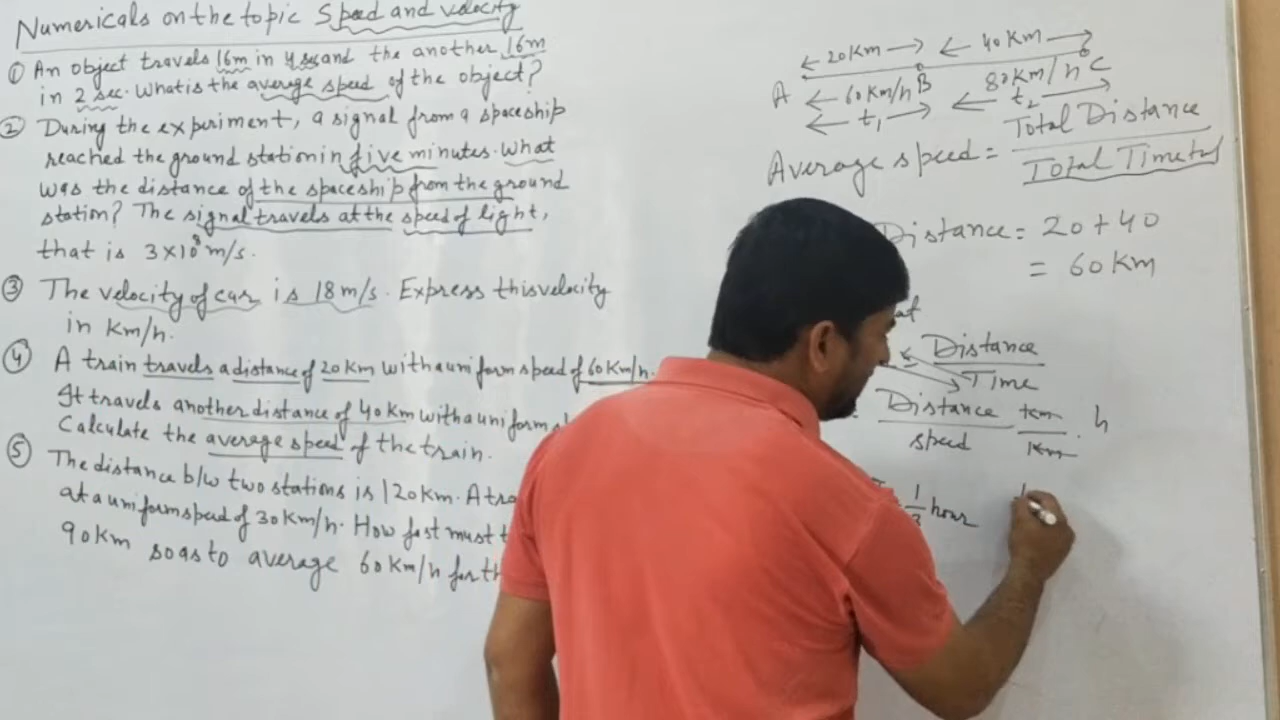 Numericals on the topic Speed and velocity
① An object travels 16m in 4 sec and the another 16m
in 2 sec. What is the average speed of the object?
② During the experiment, a signal from a spaceship
reached the ground station in five minutes. What
was the distance of the spaceship from the ground
station? The signal travels at the speed of light,
that is 3×10⁸ m/s.
③ The velocity of car is 18 m/s. Express this velocity
in km/h.
④ A train travels a distance of 20 Km with a uniform speed of 60 Km/h.
It travels another distance of 40 Km with a uniform
Calculate the average speed of the train.
⑤ The distance b/w two stations is 120 Km. A
at a uniform speed of 30 Km/h. How fast must
90 Km so as to average 60 Km/h for
20 Km 40 Km
A B C
60 Km/h 80 Km/h
t₁ t₂
Average speed = Total Distance
Total Time
Distance = 20 + 40
= 60 Km
Distance
Time
Distance Km
speed Km . h
= 1/3 hour